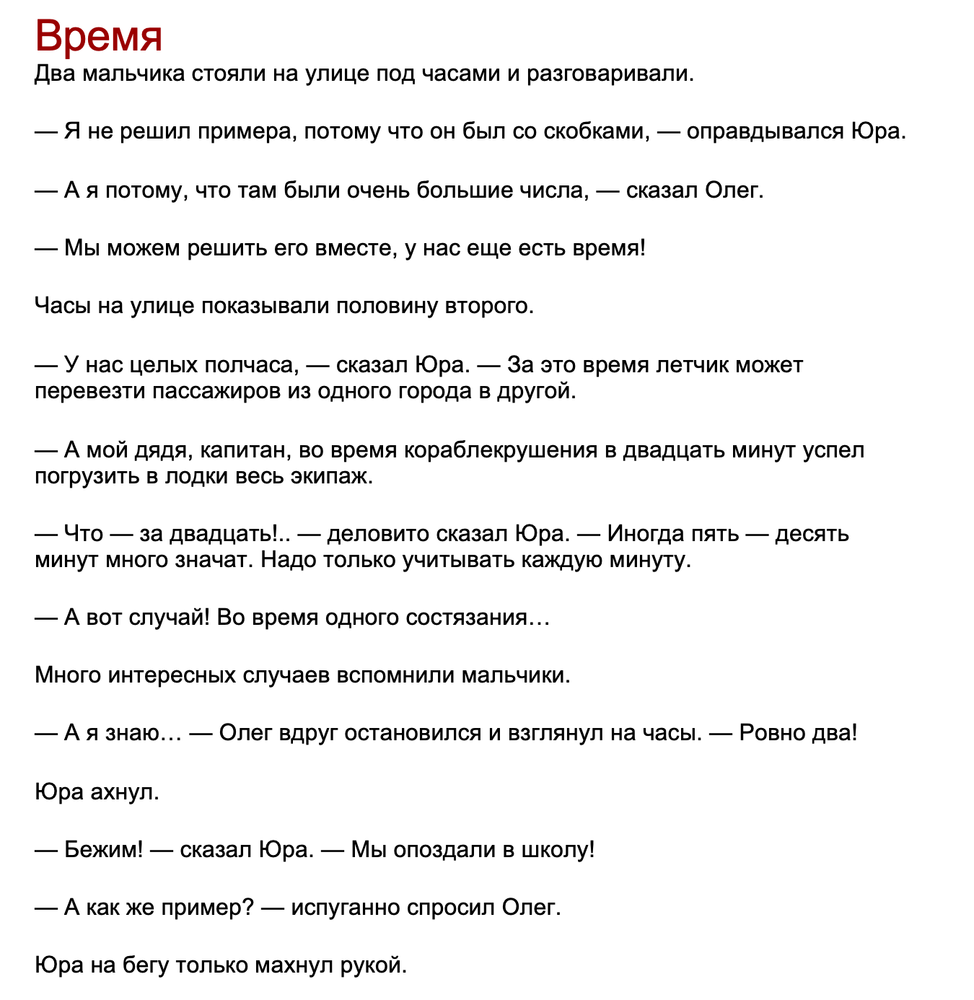 Время
Два мальчика стояли на улице под часами и разговаривали.
— Я не решил примера, потому что он был со скобками, — оправдывался Юра.
— А я потому, что там были очень большие числа, — сказал Олег.
— Мы можем решить его вместе, у нас еще есть время!
Часы на улице показывали половину второго.
— У нас целых полчаса, — сказал Юра. — За это время летчик может
перевезти пассажиров из одного города в другой.
— А мой дядя, капитан, во время кораблекрушения в двадцать минут успел
погрузить в лодки весь экипаж.
— Что — за двадцать!.. — деловито сказал Юра. — Иногда пять — десять
минут много значат. Надо только учитывать каждую минуту.
— А вот случай! Во время одного состязания…
Много интересных случаев вспомнили мальчики.
— А я знаю… — Олег вдруг остановился и взглянул на часы. — Ровно два!
Юра ахнул.
— Бежим! — сказал Юра. — Мы опоздали в школу!
— А как же пример? — испуганно спросил Олег.
Юра на бегу только махнул рукой.